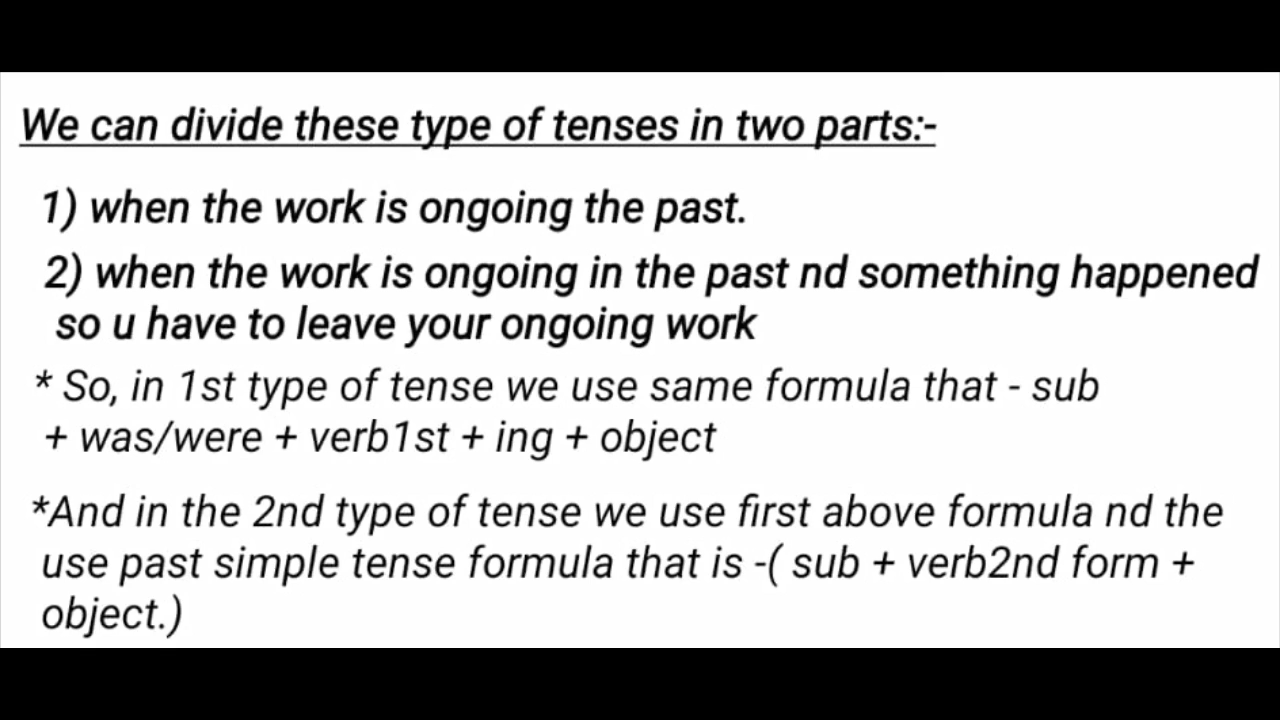 We can divide these type of tenses in two parts:-
1) when the work is ongoing the past.
2) when the work is ongoing in the past nd something happened
so u have to leave your ongoing work
* So, in 1st type of tense we use same formula that - sub
+ was/were + verb1st + ing + object
*And in the 2nd type of tense we use first above formula nd the
use past simple tense formula that is -( sub + verb2nd form +
object.)